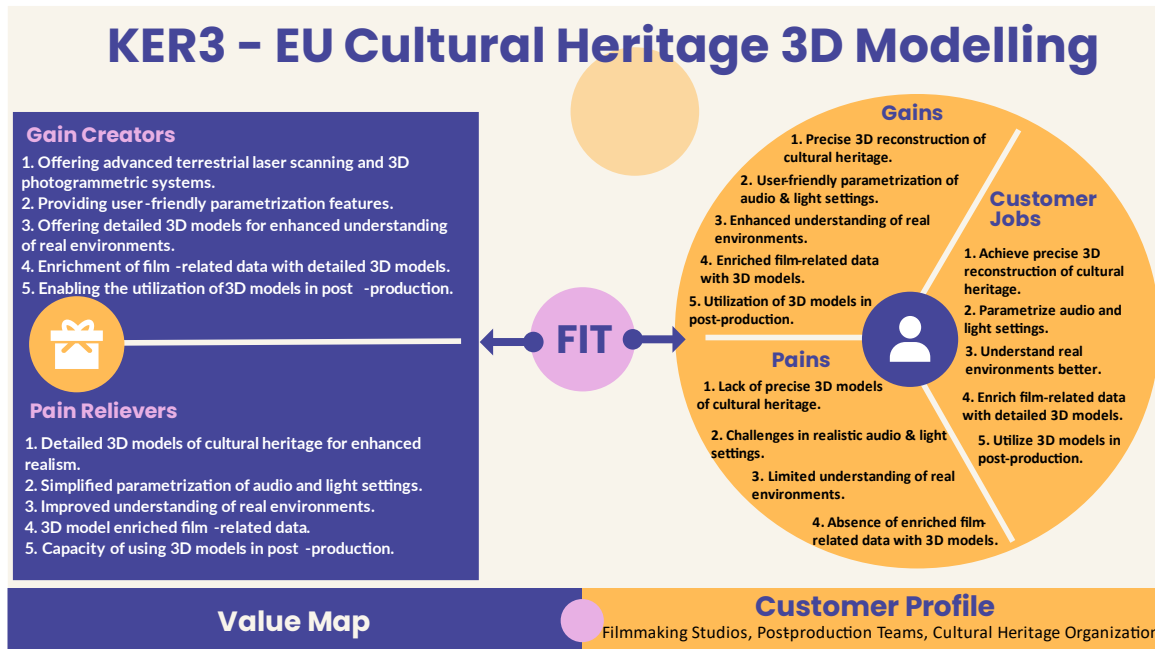 KER3 – EU Cultural Heritage 3D Modelling
Gain Creators
1. Offering advanced terrestrial laser scanning and 3D
photogrammetric systems.
2. Providing user-friendly parametrization features.
3. Offering detailed 3D models for enhanced understanding
of real environments.
4. Enrichment of film -related data with detailed 3D models.
5. Enabling the utilization of 3D models in post -production.
Pain Relievers
1. Detailed 3D models of cultural heritage for enhanced
realism.
2. Simplified parametrization of audio and light settings.
3. Improved understanding of real environments.
4. 3D model enriched film -related data.
5. Capacity of using 3D models in post -production.
FIT
Gains
1. Precise 3D reconstruction of
cultural heritage.
2. User-friendly parametrization of
audio & light settings.
3. Enhanced understanding of real
environments.
4. Enriched film-related data
with 3D models.
5. Utilization of 3D models in
post-production.
Customer
Jobs
1. Achieve precise 3D
reconstruction of cultural
heritage.
2. Parametrize audio and
light settings.
3. Understand real
environments better.
4. Enrich film-related data
with detailed 3D models.
5. Utilize 3D models in
post-production.
Pains
1. Lack of precise 3D models
of cultural heritage.
2. Challenges in realistic audio & light
settings.
3. Limited understanding of real
environments.
4. Absence of enriched film-
related data with 3D models.
Value Map
Customer Profile
Filmmaking Studios, Post-production Teams, Cultural Heritage Organization